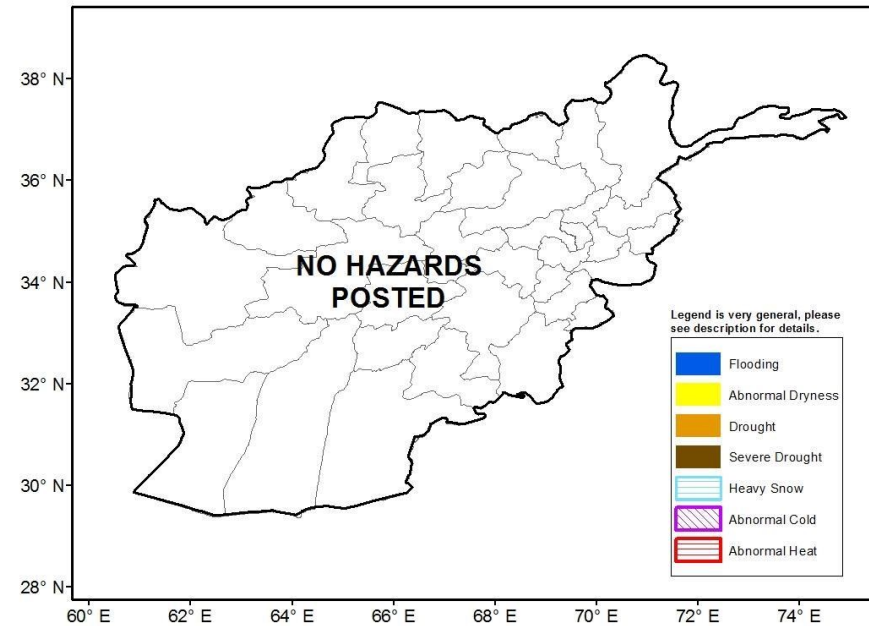 38° N
36° N
34° N
32° N
30° N
28° N
NO HAZARDS
POSTED
Legend is very general, please
see description for details.
Flooding
Abnormal Dryness
Drought
Severe Drought
Heavy Snow
Abnormal Cold
Abnormal Heat
60° E 62° E 64° E 66° E 68° E 70° E 72° E 74° E